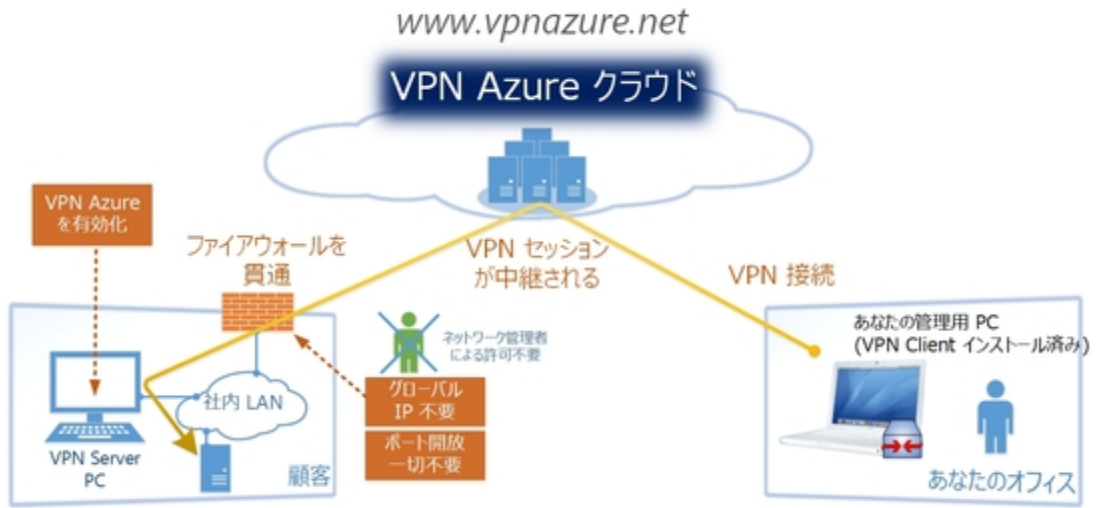 www.vpnazure.net
VPN Azure クラウド
VPN Azure
を有効化
ファイアウォールを
貫通
VPN セッション
が中継される
VPN 接続
ネットワーク管理者
による許可不要
グローバル
IP 不要
ポート開放
一切不要
社内 LAN
VPN Server
PC
顧客
あなたの管理用 PC
(VPN Client インストール済み)
あなたのオフィス